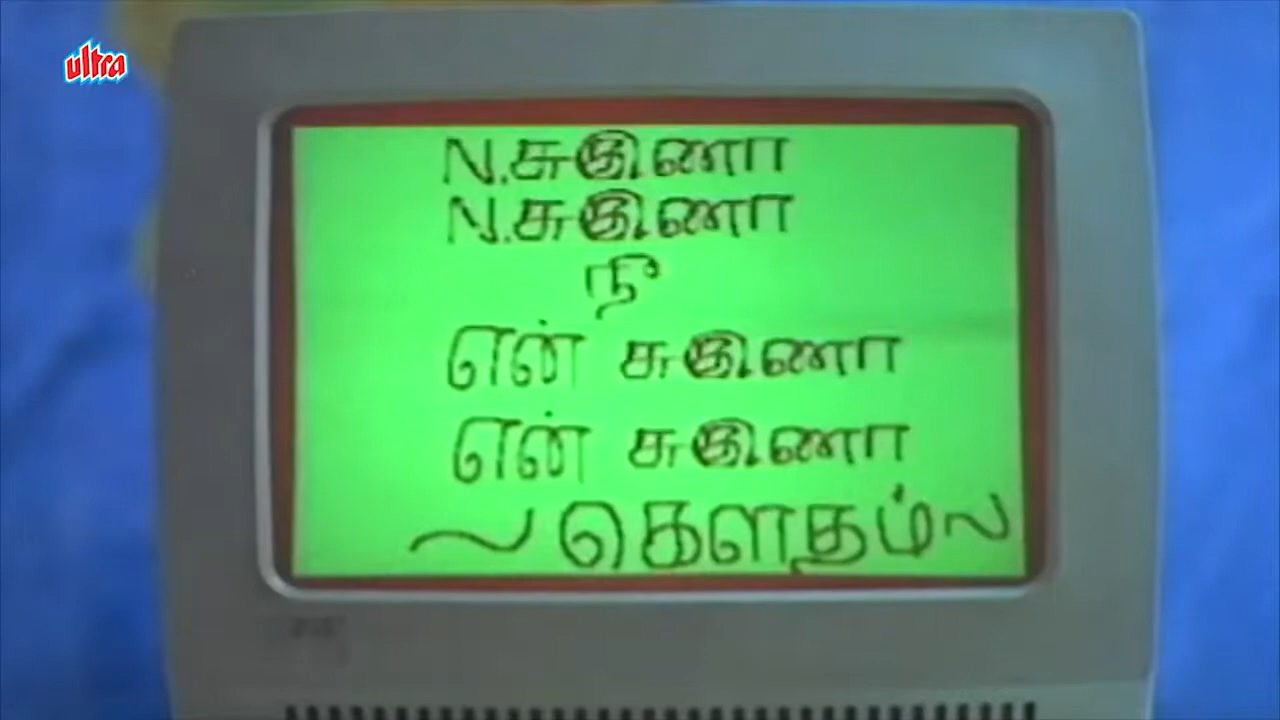 ultra
N.சுகுணா
N.சுகுணா
நீ
என் சுகுணா
என் சுகுணா
~ கௌதம் ~